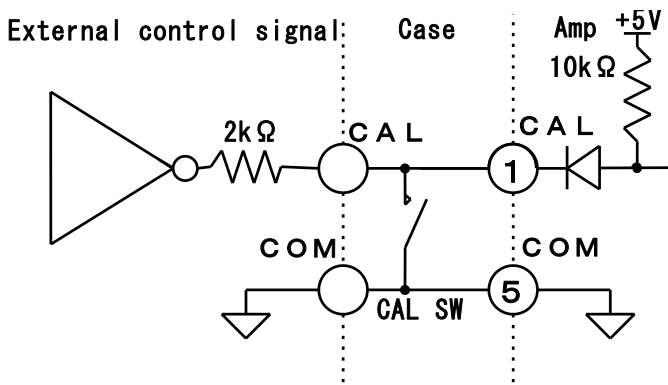 External control signal
Case
Amp
+5V
10kΩ
2kΩ
CAL
CAL
1
COM
COM
5
CAL SW